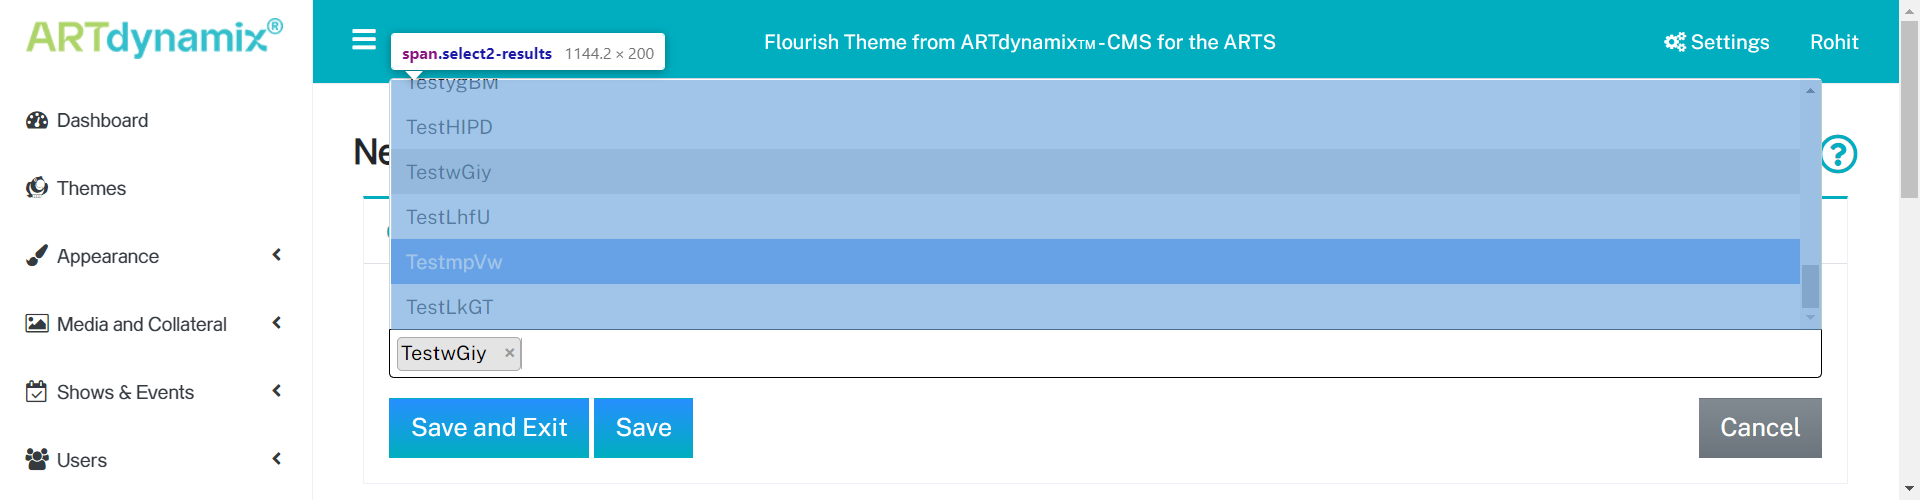 ARTdynamix®
span.select2-results 1144.2 × 200
Flourish Theme from ARTdynamix™ - CMS for the ARTS
Settings
Rohit
Dashboard
Themes
Appearance
Media and Collateral
Shows & Events
Users
Ne
TestygBM
TestHIPD
TestwGiy
TestLhfU
TestmpVw
TestLkGT
TestwGiy ×
Save and Exit
Save
Cancel